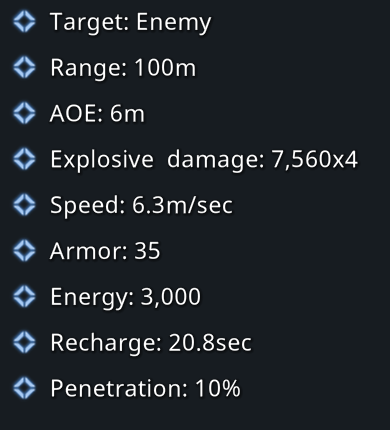 Target: Enemy
Range: 100m
AOE: 6m
Explosive  damage: 7,560x4
Speed: 6.3m/sec
Armor: 35
Energy: 3,000
Recharge: 20.8sec
Penetration: 10%